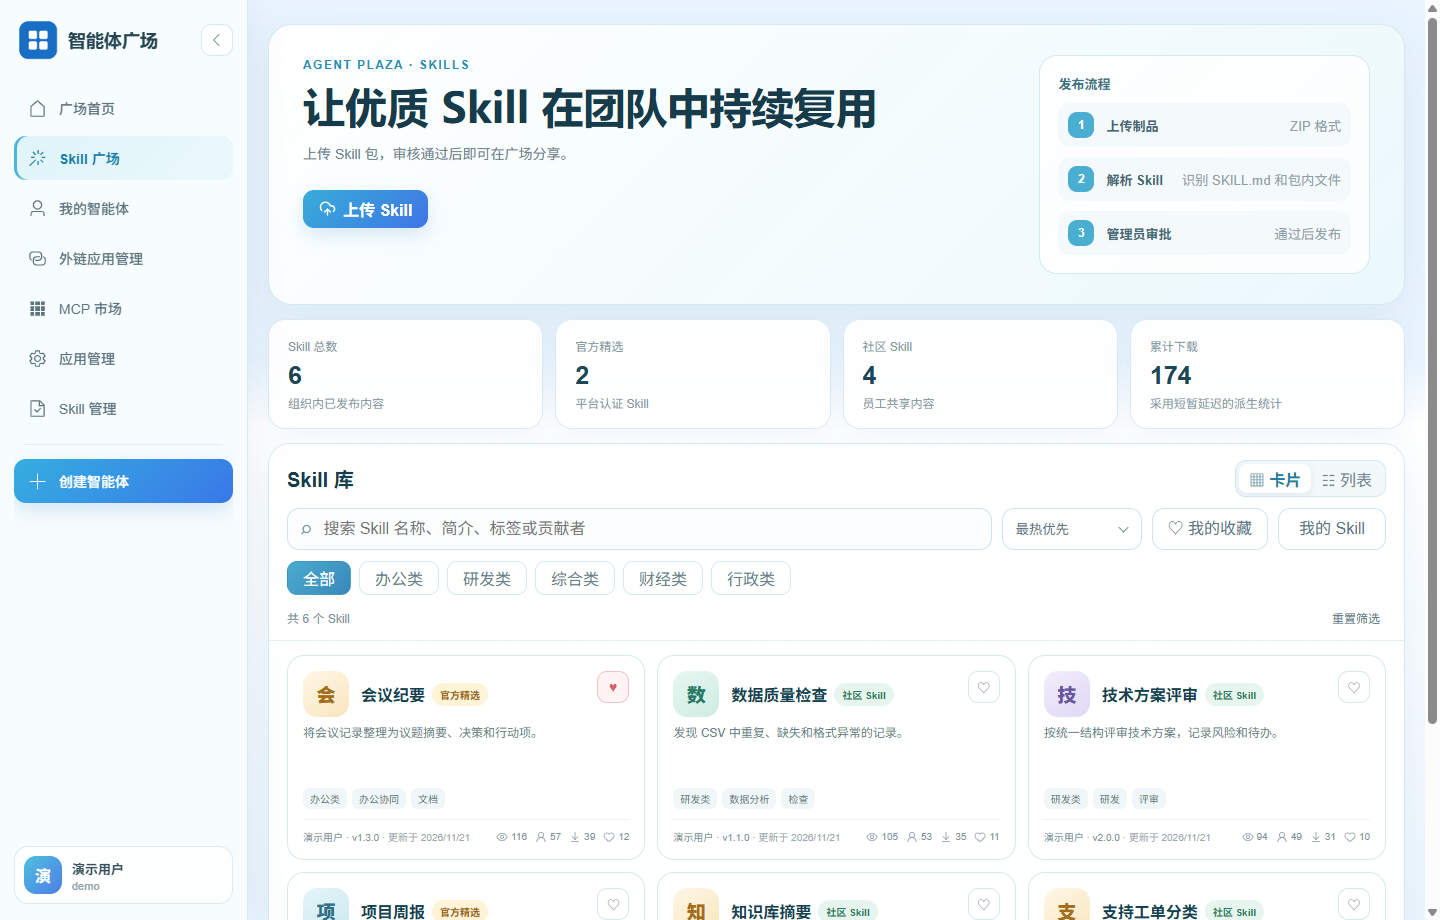 智能体广场
广场首页
Skill 广场
我的智能体
外链应用管理
MCP 市场
应用管理
Skill 管理
创建智能体
演
演示用户
demo
AGENT PLAZA · SKILLS
让优质 Skill 在团队中持续复用
上传 Skill 包，审核通过后即可在广场分享。
上传 Skill
发布流程
1 上传制品 ZIP 格式
2 解析 Skill 识别 SKILL.md 和包内文件
3 管理员审批 通过后发布
Skill 总数
6
组织内已发布内容
官方精选
2
平台认证 Skill
社区 Skill
4
员工共享内容
累计下载
174
采用短暂延迟的派生统计
Skill 库
卡片 列表
搜索 Skill 名称、简介、标签或贡献者
最热优先
我的收藏
我的 Skill
全部 办公类 研发类 综合类 财经类 行政类
共 6 个 Skill
重置筛选
会 会议纪要 官方精选
将会议记录整理为议题摘要、决策和行动项。
办公类 办公协同 文档
演示用户 · v1.3.0 · 更新于 2026/11/21 116 57 39 12
数 数据质量检查 社区 Skill
发现 CSV 中重复、缺失和格式异常的记录。
研发类 数据分析 检查
演示用户 · v1.1.0 · 更新于 2026/11/21 105 53 35 11
技 技术方案评审 社区 Skill
按统一结构评审技术方案，记录风险和待办。
研发类 研发 评审
演示用户 · v2.0.0 · 更新于 2026/11/21 94 49 31 10
项 项目周报 官方精选
知 知识库摘要 社区 Skill
支 支持工单分类 社区 Skill